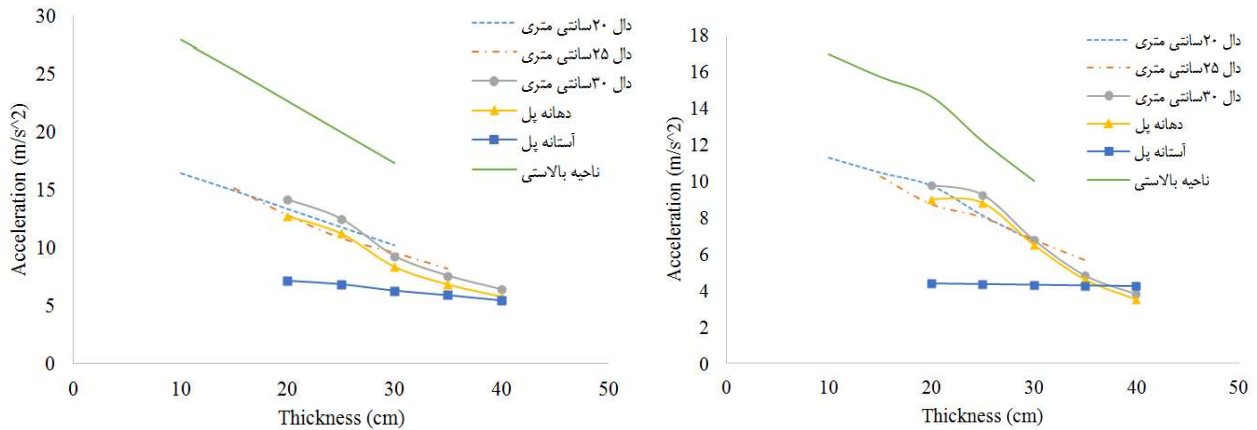 30
25
20
15
10
5
0
Acceleration (m/s^2)
0 10 20 30 40 50
Thickness (cm)
دال ۲۰سانتی متری
دال ۲۵سانتی متری
دال ۳۰سانتی متری
دهانه پل
آستانه پل
ناحیه بالاستی
18
16
14
12
10
8
6
4
2
0
Acceleration (m/s^2)
0 10 20 30 40 50
Thickness (cm)
دال ۲۰سانتی متری
دال ۲۵سانتی متری
دال ۳۰سانتی متری
دهانه پل
آستانه پل
ناحیه بالاستی